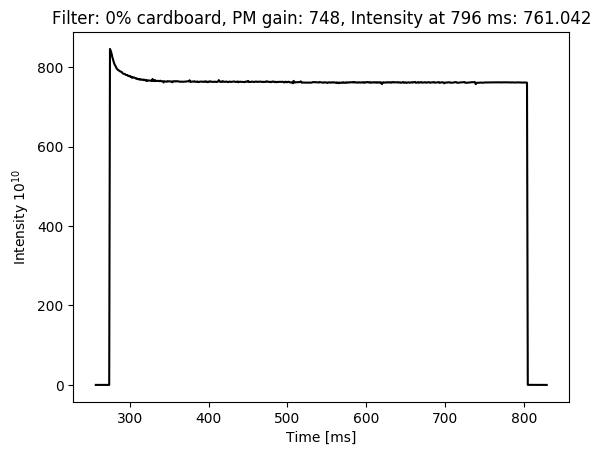 Filter: 0% cardboard, PM gain: 748, Intensity at 796 ms: 761.042
800
600
400
200
0
Intensity 10^10
300 400 500 600 700 800
Time [ms]